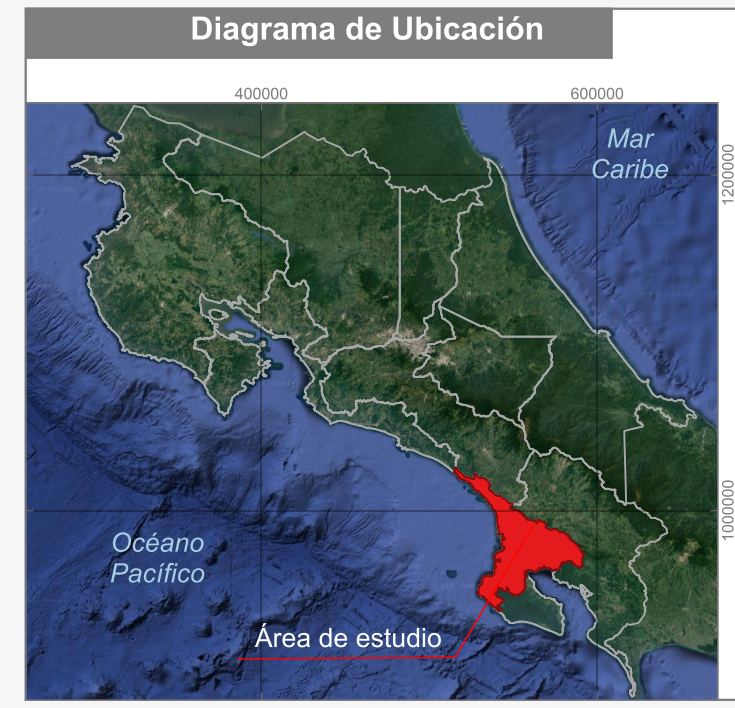 Diagrama de Ubicación
400000
600000
Mar
Caribe
1200000
1000000
Océano
Pacífico
Área de estudio